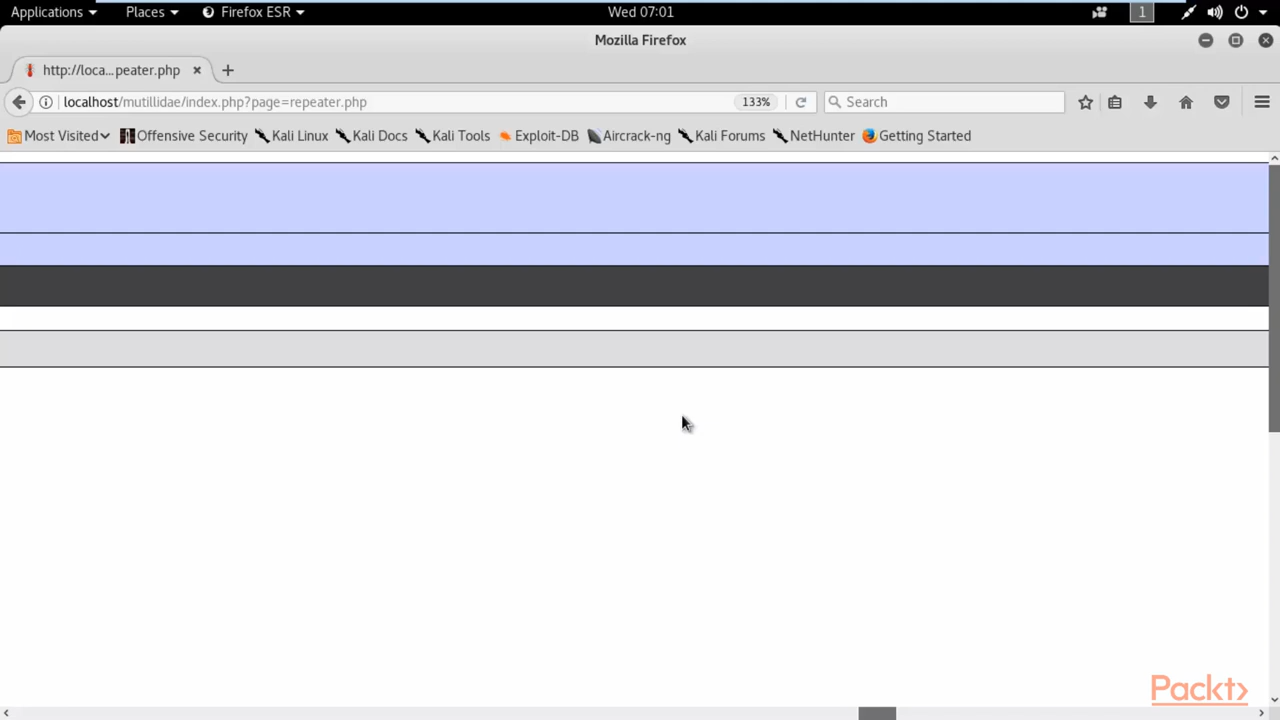 Applications Places Firefox ESR Wed 07:01 1
Mozilla Firefox
http://loca...peater.php
localhost/mutillidae/index.php?page=repeater.php 133% Search
Most Visited Offensive Security Kali Linux Kali Docs Kali Tools Exploit-DB Aircrack-ng Kali Forums NetHunter Getting Started
Packt>